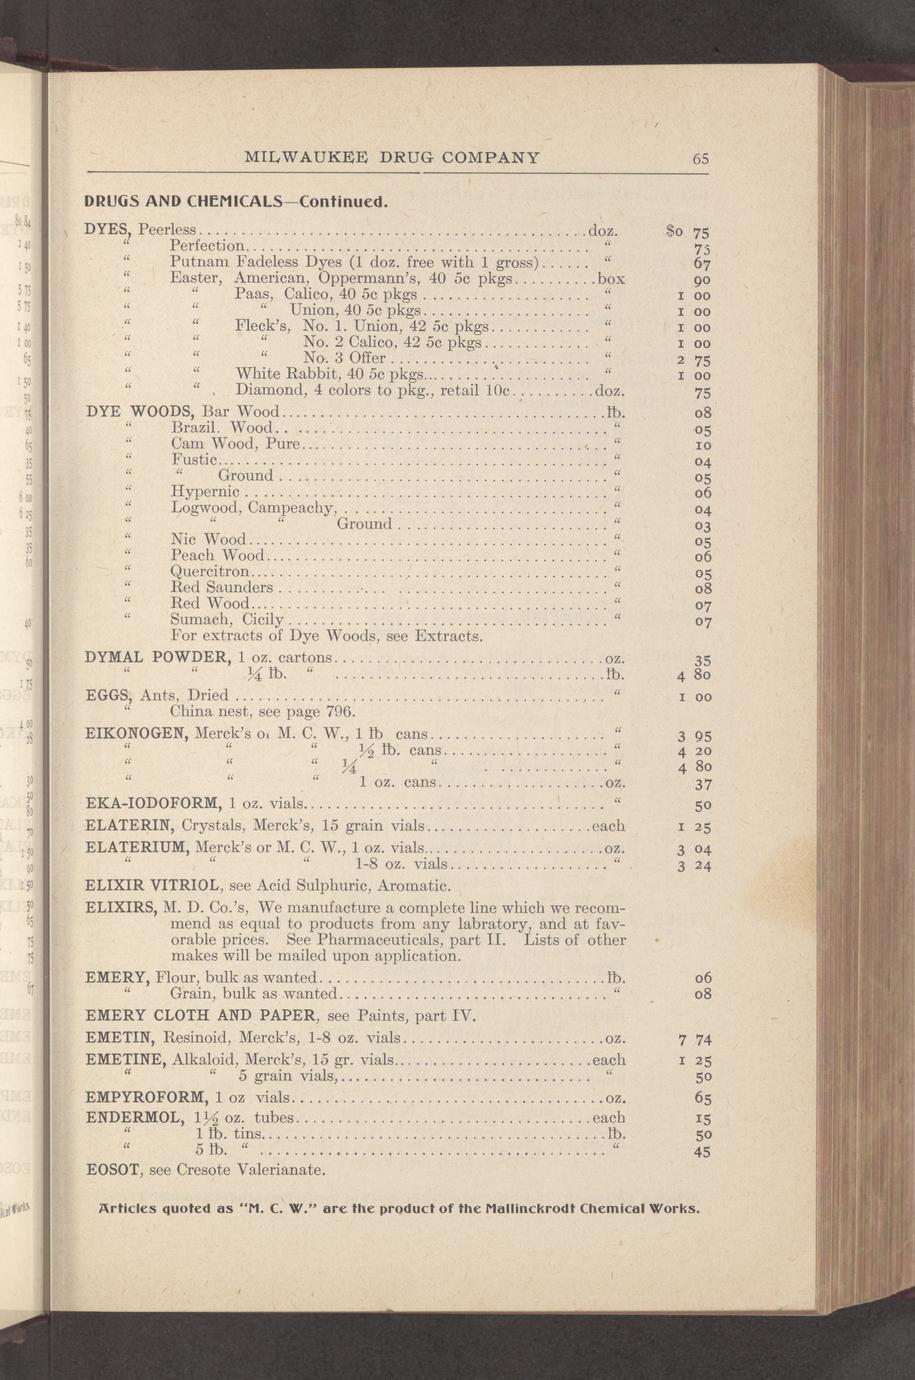 MILWAUKEE DRUG COMPANY 65
DRUGS AND CHEMICALS—Continued.
DYES, Peerless........doz. $0 75
" Perfection........ " 75
" Putnam Fadeless Dyes (1 doz. free with 1 gross)...... " 67
" Easter, American, Oppermann's, 40 5c pkgs..........box 90
" " Paas, Calico, 40 5c pkgs........ " 1 00
" " " Union, 40 5c pkgs........ " 1 00
" " Fleck's, No. 1. Union, 42 5c pkgs........ " 1 00
" " " No. 2 Calico, 42 5c pkgs........ " 1 00
" " " No. 3 Offer........ " 2 75
" " White Rabbit, 40 5c pkgs........ " 1 00
" " Diamond, 4 colors to pkg., retail 10c..........doz. 75
DYE WOODS, Bar Wood........lb. 08
" Brazil. Wood........ " 05
" Cam Wood, Pure........ " 10
" Fustic........ " 04
" " Ground........ " 05
" Hypernic........ " 06
" Logwood, Campeachy,........ " 04
" " " Ground........ " 03
" Nic Wood........ " 05
" Peach Wood........ " 06
" Quercitron........ " 05
" Red Saunders........ " 08
" Red Wood........ " 07
" Sumach, Cicily........ " 07
For extracts of Dye Woods, see Extracts.
DYMAL POWDER, 1 oz. cartons........oz. 35
" " ¼ lb. " ........lb. 4 80
EGGS, Ants, Dried........ " 1 00
" China nest, see page 796.
EIKONOGEN, Merck's or M. C. W., 1 lb cans........ " 3 95
" " " ½ lb. cans........ " 4 20
" " " ¼ " ........ " 4 80
" " " 1 oz. cans........oz. 37
EKA-IODOFORM, 1 oz. vials........ " 50
ELATERIN, Crystals, Merck's, 15 grain vials........each 1 25
ELATERIUM, Merck's or M. C. W., 1 oz. vials........oz. 3 04
" " " 1-8 oz. vials........ " 3 24
ELIXIR VITRIOL, see Acid Sulphuric, Aromatic.
ELIXIRS, M. D. Co.'s, We manufacture a complete line which we recom-
mend as equal to products from any labratory, and at fav-
orable prices. See Pharmaceuticals, part II. Lists of other
makes will be mailed upon application.
EMERY, Flour, bulk as wanted........lb. 06
" Grain, bulk as wanted........ " 08
EMERY CLOTH AND PAPER, see Paints, part IV.
EMETIN, Resinoid, Merck's, 1-8 oz. vials........oz. 7 74
EMETINE, Alkaloid, Merck's, 15 gr. vials........each 1 25
" " 5 grain vials,........ " 50
EMPYROFORM, 1 oz vials........oz. 65
ENDERMOL, 1½ oz. tubes........each 15
" 1 lb. tins........lb. 50
" 5 lb. " ........ " 45
EOSOT, see Cresote Valerianate.
Articles quoted as "M. C. W." are the product of the Mallinckrodt Chemical Works.